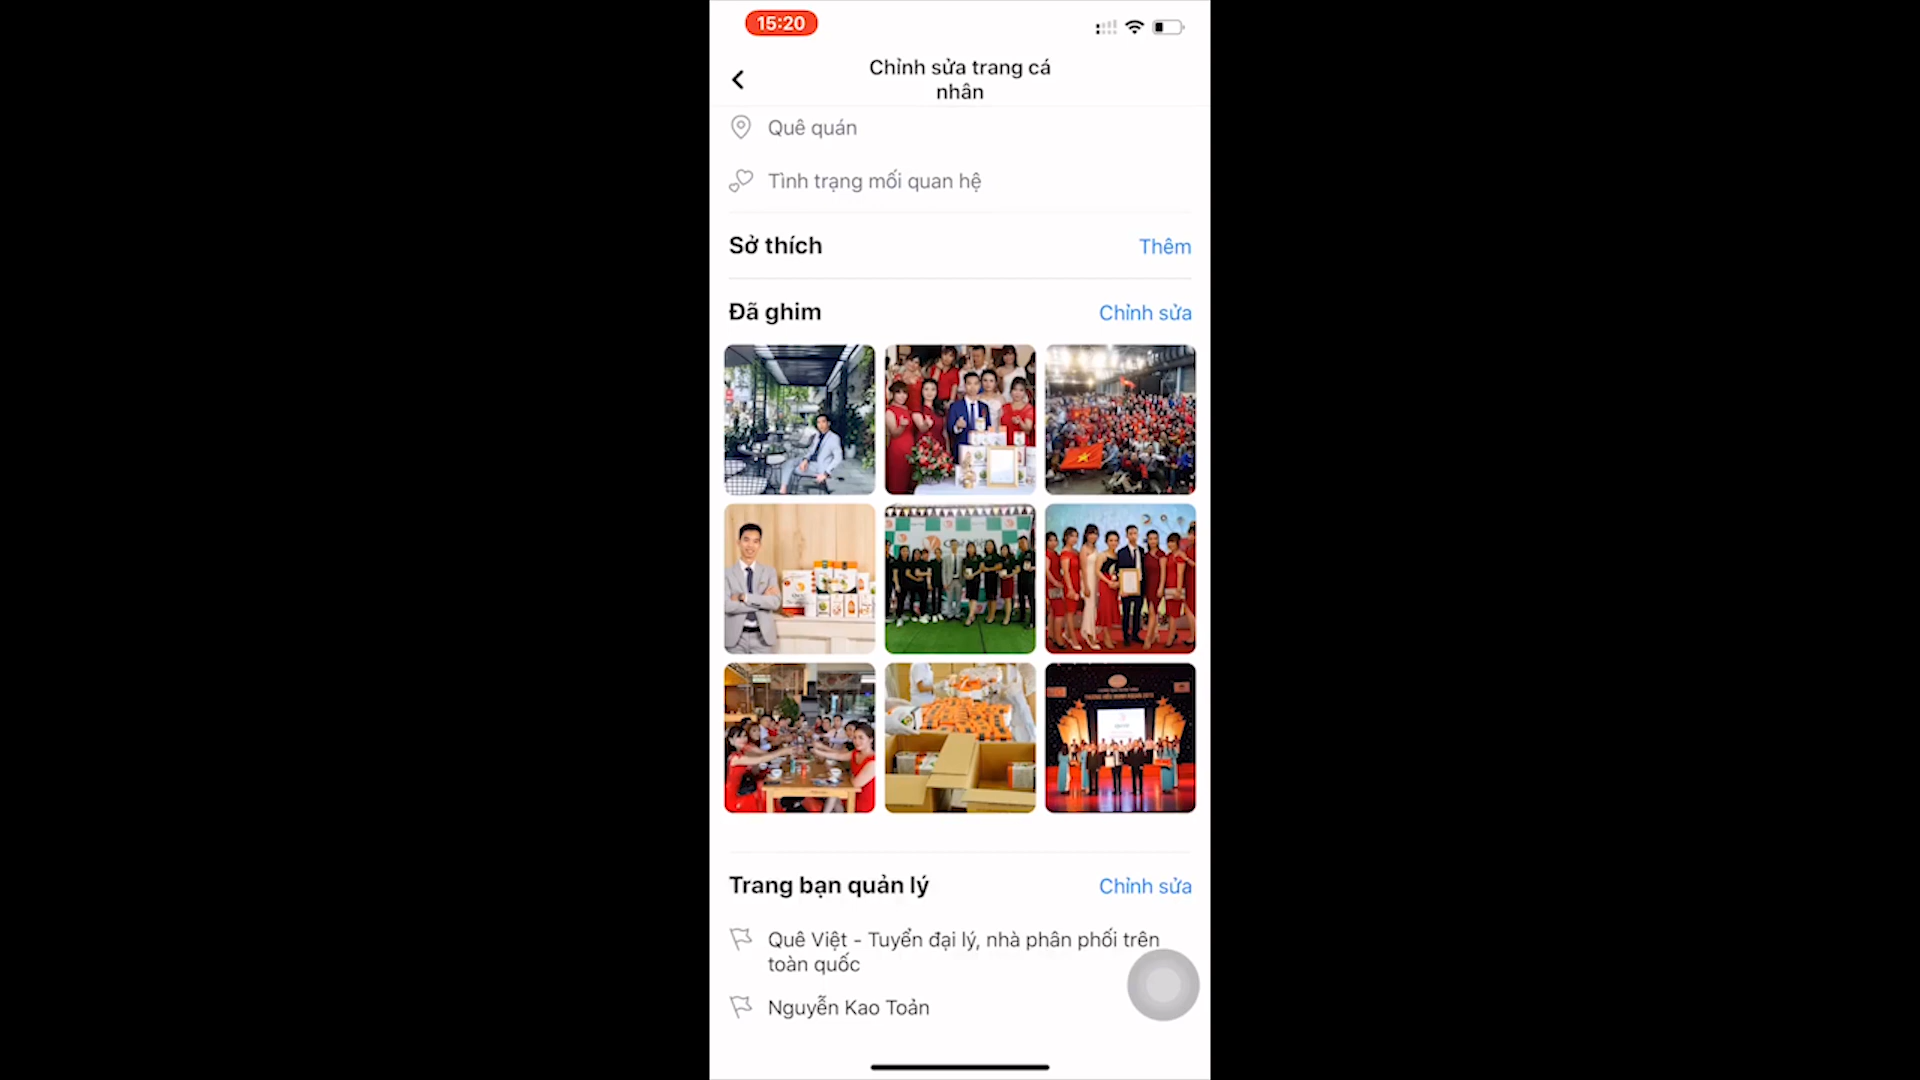 15:20
Chỉnh sửa trang cá
nhân
Quê quán
Tình trạng mối quan hệ
Sở thích
Thêm
Đã ghim
Chỉnh sửa
Trang bạn quản lý
Chỉnh sửa
Quê Việt - Tuyển đại lý, nhà phân phối trên
toàn quốc
Nguyễn Kao Toản